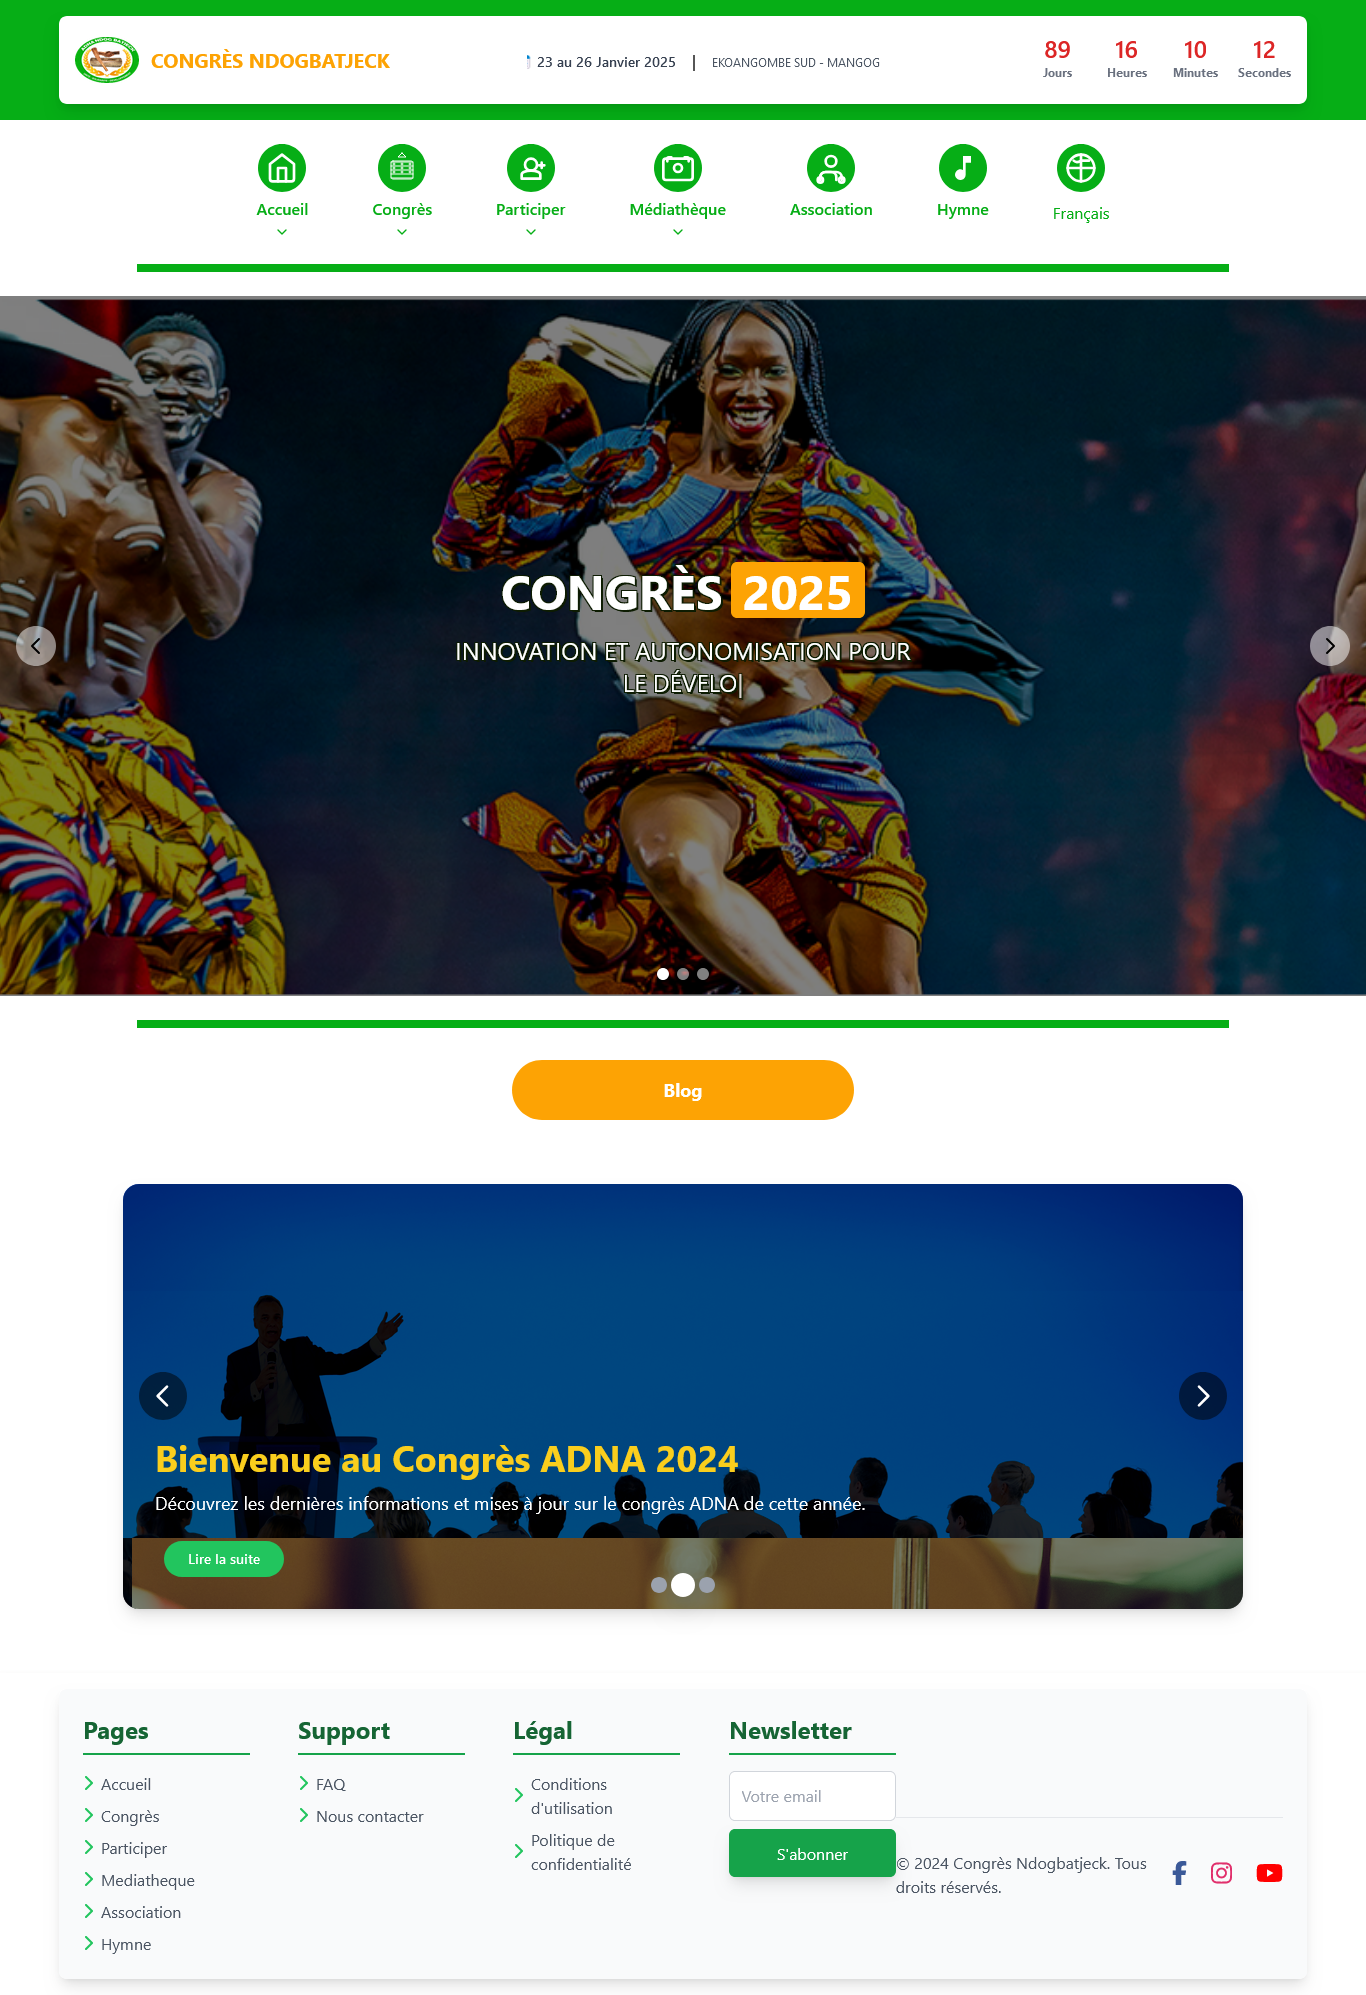 CONGRÈS NDOGBATJECK
23 au 26 Janvier 2025 | EKOANGOMBE SUD - MANGOG
89 16 10 12
Jours Heures Minutes Secondes
Accueil Congrès Participer Médiathèque Association Hymne Français
CONGRÈS 2025
INNOVATION ET AUTONOMISATION POUR
LE DÉVELO|
Blog
Bienvenue au Congrès ADNA 2024
Découvrez les dernières informations et mises à jour sur le congrès ADNA de cette année.
Lire la suite
Pages
Accueil
Congrès
Participer
Mediatheque
Association
Hymne
Support
FAQ
Nous contacter
Légal
Conditions
d'utilisation
Politique de
confidentialité
Newsletter
Votre email
S'abonner
© 2024 Congrès Ndogbatjeck. Tous
droits réservés.